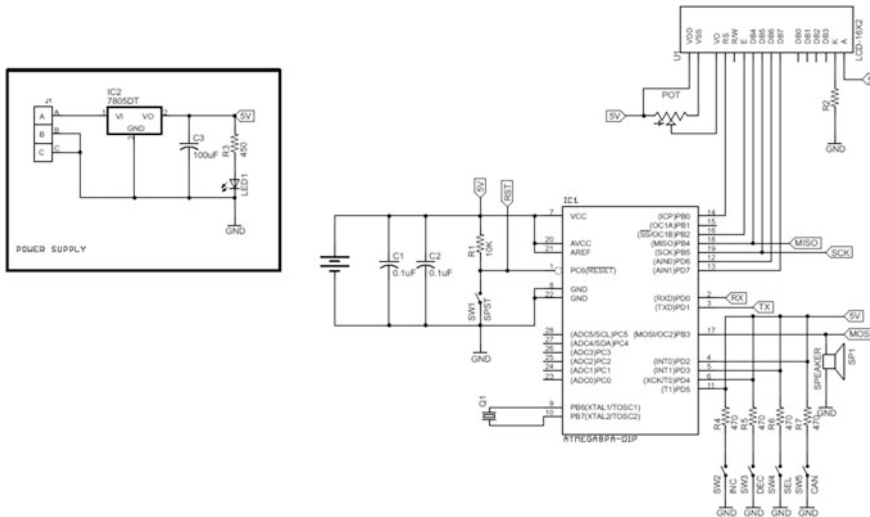 VDD
VSS
VO
RS
R/W
E
DB4
DB5
DB6
DB7
DB0
DB1
DB2
DB3
K
A
U1
LCD-16X2
POT
5V
R2
GND
J1
A A
B B
C C
IC2
7805DT
1 VI VO 2
GND
5V
C3
100uF
R3
450
LED1
GND
POWER SUPPLY
5V
RST
R1
10K
C1
0.1uF
C2
0.1uF
SW1
SPST
GND
IC1
7 VCC
20 AVCC
21 AREF
1 PC6(RESET)
8 GND
22 GND
28 (ADC5/SCL)PC5
27 (ADC4/SDA)PC4
26 (ADC3)PC3
25 (ADC2)PC2
24 (ADC1)PC1
23 (ADC0)PC0
9 PB6(XTAL1/TOSC1)
10 PB7(XTAL2/TOSC2)
Q1
(ICP)PB0 14
(OC1A)PB1 15
(SS/OC1B)PB2 16
(MISO)PB4 18
(SCK)PB5 19
(AIN0)PD6 12
(AIN1)PD7 13
MISO
SCK
(RXD)PD0 2 RX
(TXD)PD1 3 TX
5V
(MOSI/OC2)PB3 17
MOS
(INT0)PD2 4
(INT1)PD3 5
(XCK/T0)PD4 6
(T1)PD5 11
SPEAKER
SP1
GND
ATMEGA8PA-DIP
R4
470
R5
470
R6
470
R7
470
SW2
INC
SW3
DEC
SW4
SEL
SW5
CAN
GND
GND
GND
GND